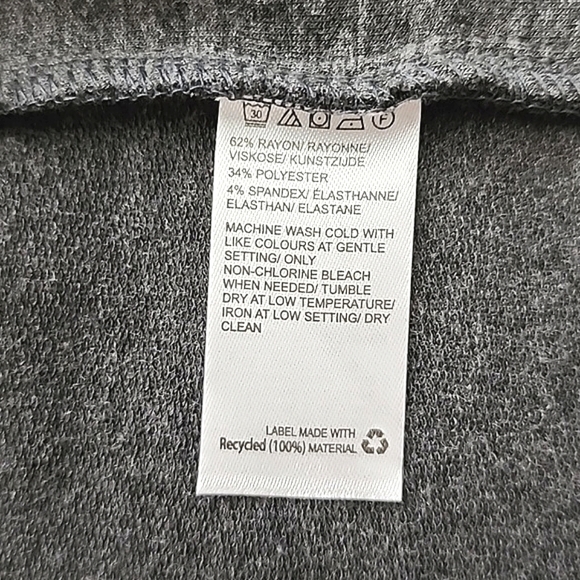 30 F
62% RAYON/ RAYONNE/
VISKOSE/ KUNSTZIJDE
34% POLYESTER
4% SPANDEX/ ÉLASTHANNE/
ELASTHAN/ ELASTANE
MACHINE WASH COLD WITH
LIKE COLOURS AT GENTLE
SETTING/ ONLY
NON-CHLORINE BLEACH
WHEN NEEDED/ TUMBLE
DRY AT LOW TEMPERATURE/
IRON AT LOW SETTING/ DRY
CLEAN
LABEL MADE WITH
Recycled (100%) MATERIAL